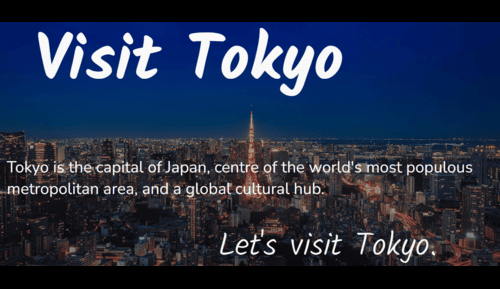 Visit Tokyo
Tokyo is the capital of Japan, centre of the world's most populous
metropolitan area, and a global cultural hub.
Let's visit Tokyo.